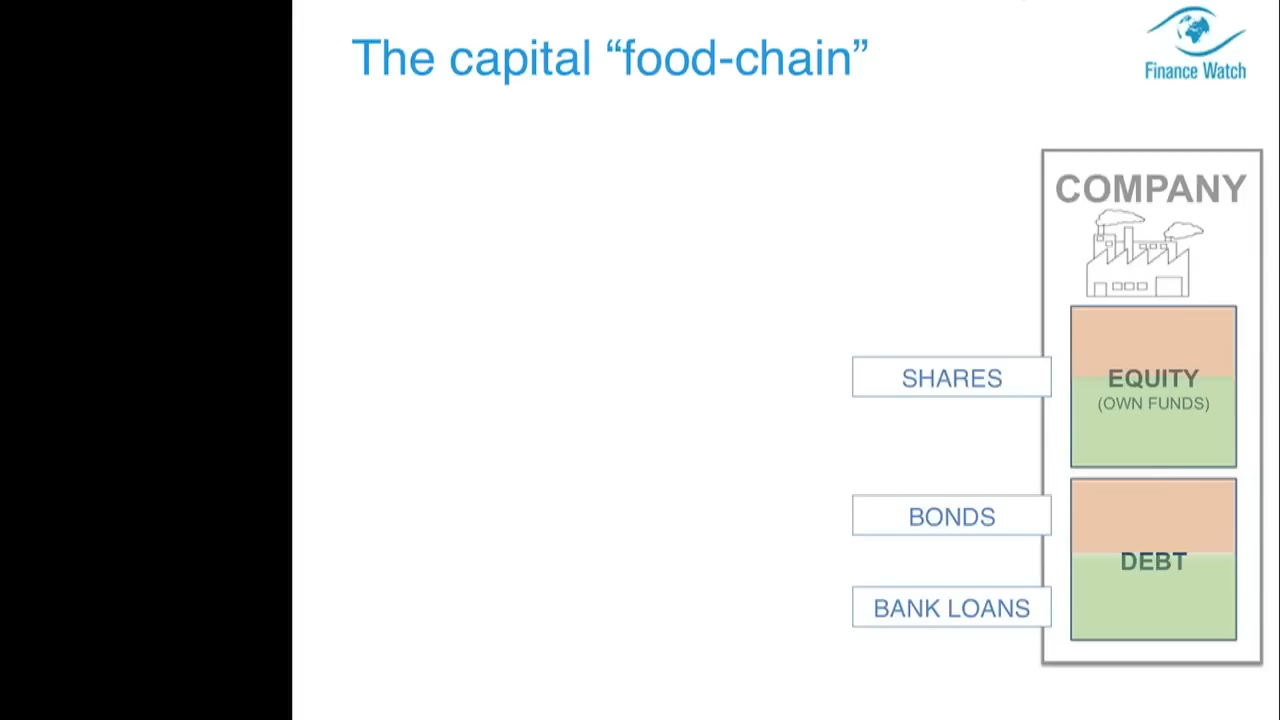 The capital “food-chain”
Finance Watch
COMPANY
SHARES
EQUITY
(OWN FUNDS)
BONDS
DEBT
BANK LOANS